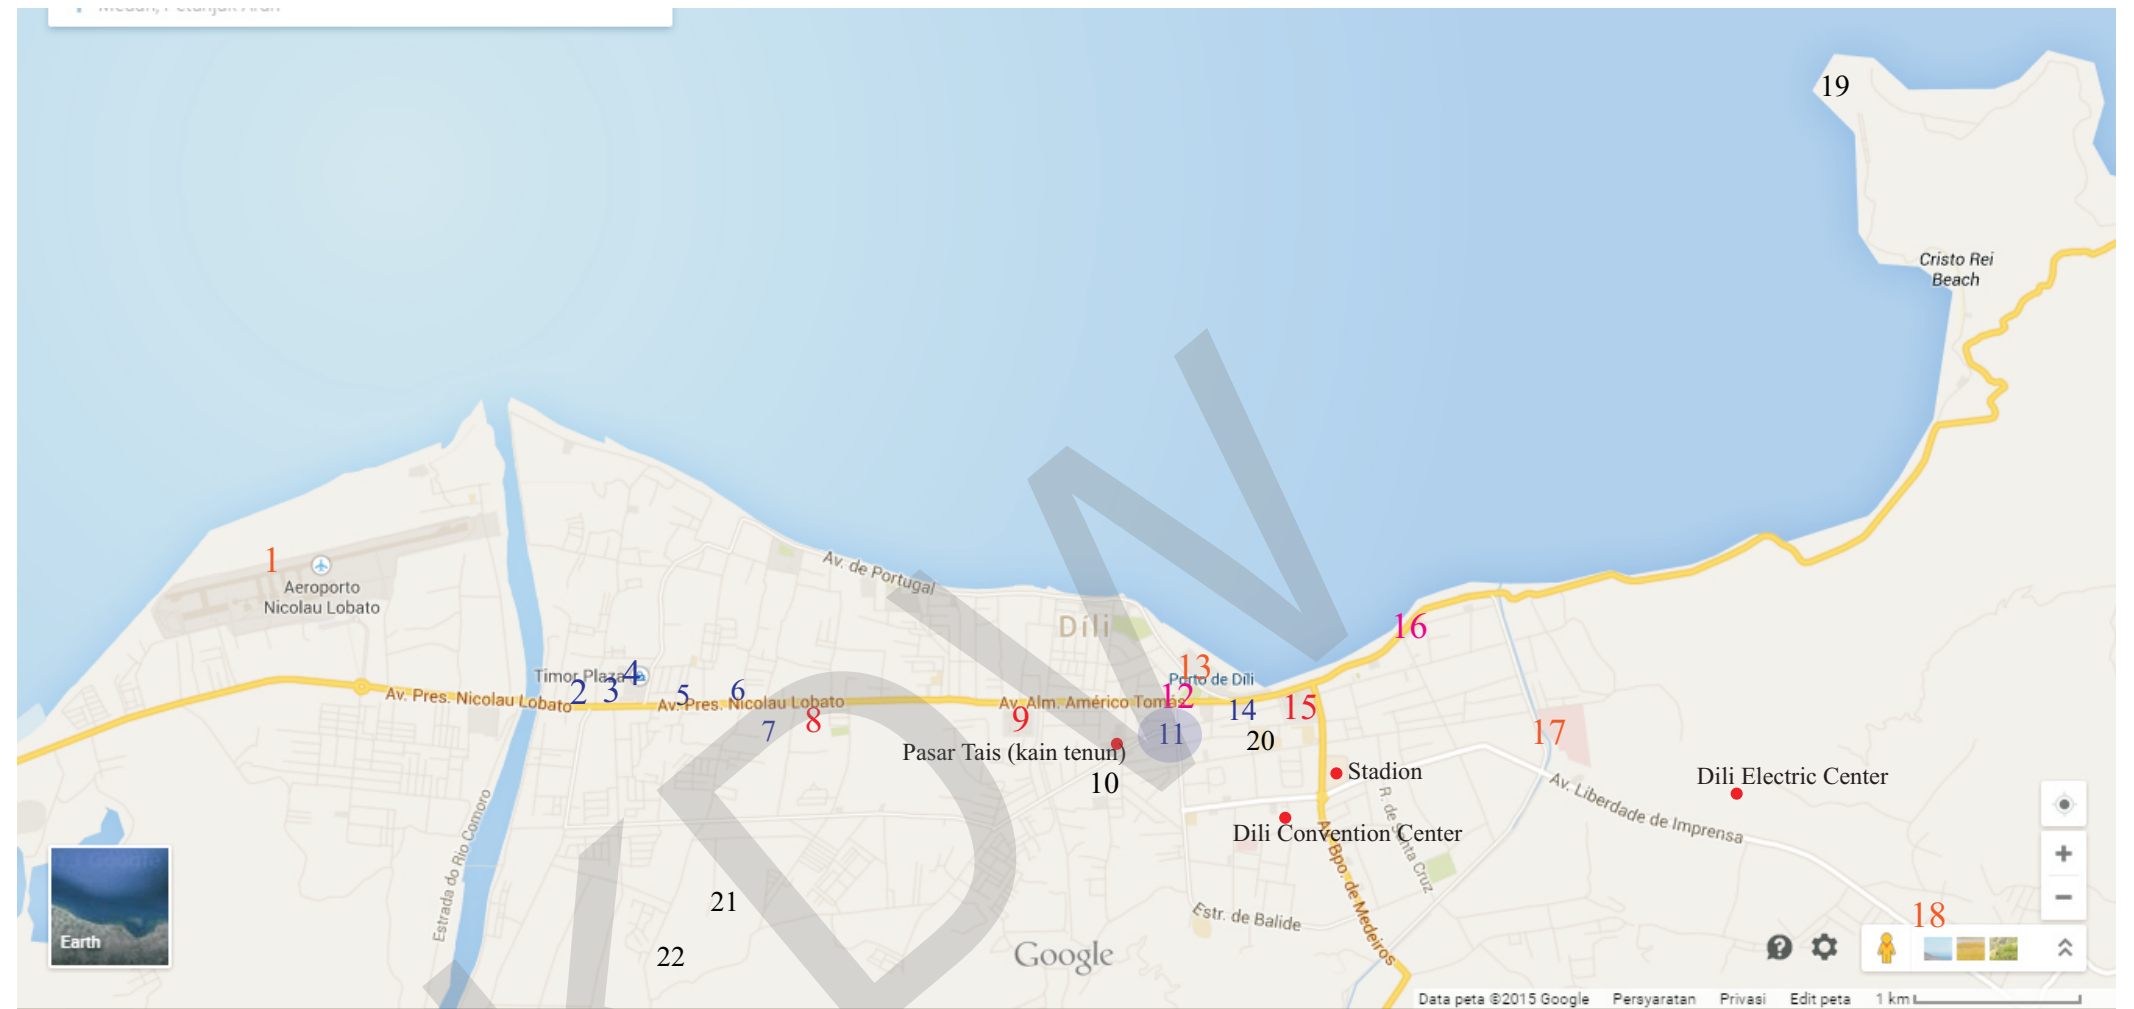 19
Cristo Rei
Beach
1
Aeroporto
Nicolau Lobato
Av. de Portugal
Díli
16
13
Porto de Díli
Timor Plaza
4
2
3
5
6
12
Av. Pres. Nicolau Lobato
Av. Pres. Nicolau Lobato
Av. Alm. Américo Tomás
14
15
7
8
9
11
17
20
Pasar Tais (kain tenun)
10
Stadion
Dili Electric Center
Dili Convention Center
R. de Santa Cruz
Av. Liberdade de Imprensa
Av. Bpo. de Medeiros
Estrada do Rio Comoro
21
Estr. de Balide
18
22
Earth
Google
Data peta ©2015 Google Persyaratan Privasi Edit peta 1 km